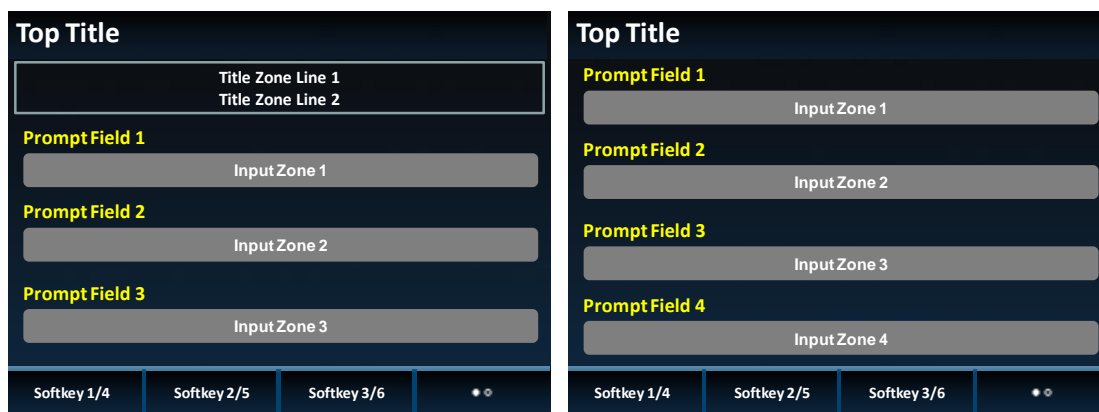 Top Title
Title Zone Line 1
Title Zone Line 2
Prompt Field 1
Input Zone 1
Prompt Field 2
Input Zone 2
Prompt Field 3
Input Zone 3
Softkey 1/4 Softkey 2/5 Softkey 3/6
Top Title
Prompt Field 1
Input Zone 1
Prompt Field 2
Input Zone 2
Prompt Field 3
Input Zone 3
Prompt Field 4
Input Zone 4
Softkey 1/4 Softkey 2/5 Softkey 3/6